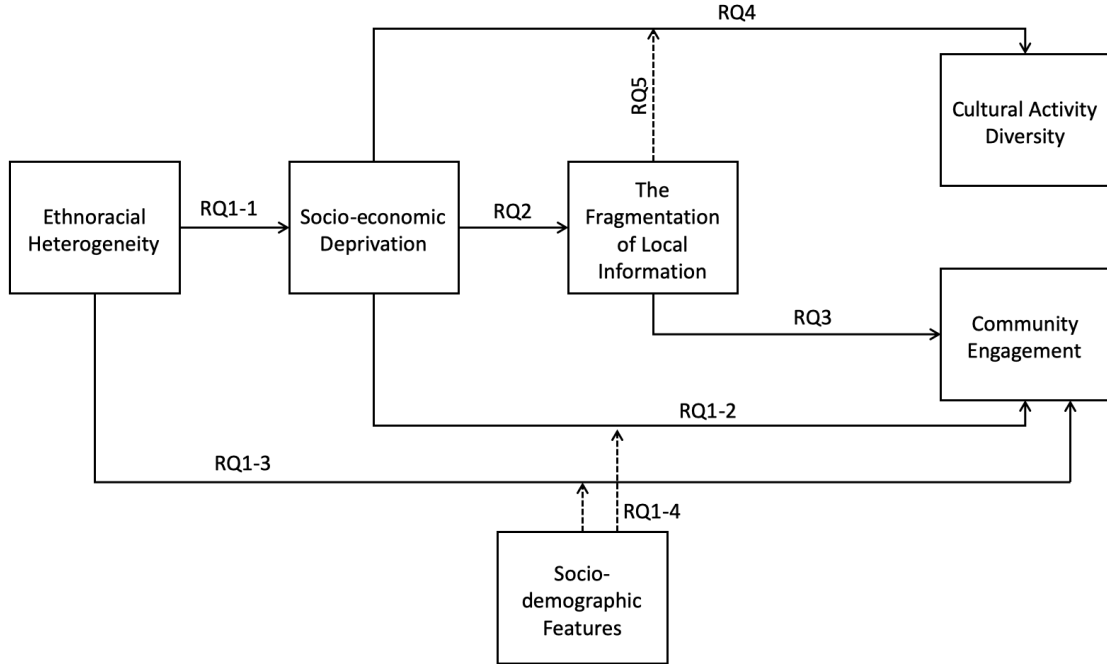 RQ4
RQ5
Cultural Activity
Diversity
Ethnoracial
Heterogeneity
RQ1-1
Socio-economic
Deprivation
RQ2
The
Fragmentation
of Local
Information
RQ3
Community
Engagement
RQ1-2
RQ1-3
RQ1-4
Socio-
demographic
Features